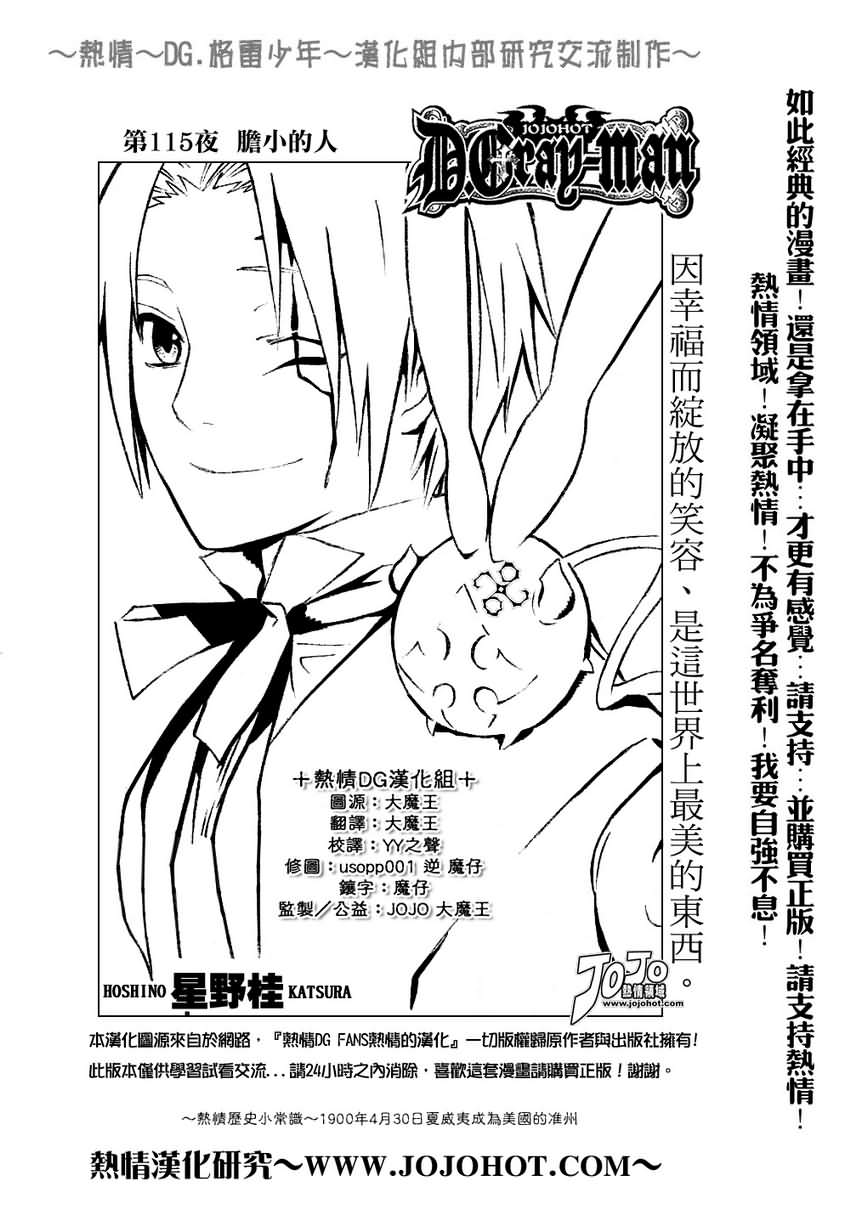 ～熱情～DG.格雷少年～漢化組內部研究交流制作～
第115夜 膽小的人
JOJOHOT
D.Gray-man
如此經典的漫畫！還是拿在手中…才更有感覺…請支持…並購買正版！請支持熱情！
熱情領域！凝聚熱情！不為爭名奪利！我要自強不息！
因幸福而綻放的笑容、是這世界上最美的東西。
＋熱情DG漢化組＋
圖源：大魔王
翻譯：大魔王
校譯：YY之聲
修圖：usopp001 逆 魔仔
鑲字：魔仔
監製／公益：JOJO 大魔王
HOSHINO 星野桂 KATSURA
JOJO
熱情領域
www.jojohot.com
本漢化圖源來自於網路，『熱情DG FANS熱情的漢化』一切版權歸原作者與出版社擁有!
此版本僅供學習試看交流...請24小時之內消除，喜歡這套漫畫請購買正版！謝謝。
～熱情歷史小常識～1900年4月30日夏威夷成為美國的准州
熱情漢化研究～WWW.JOJOHOT.COM～